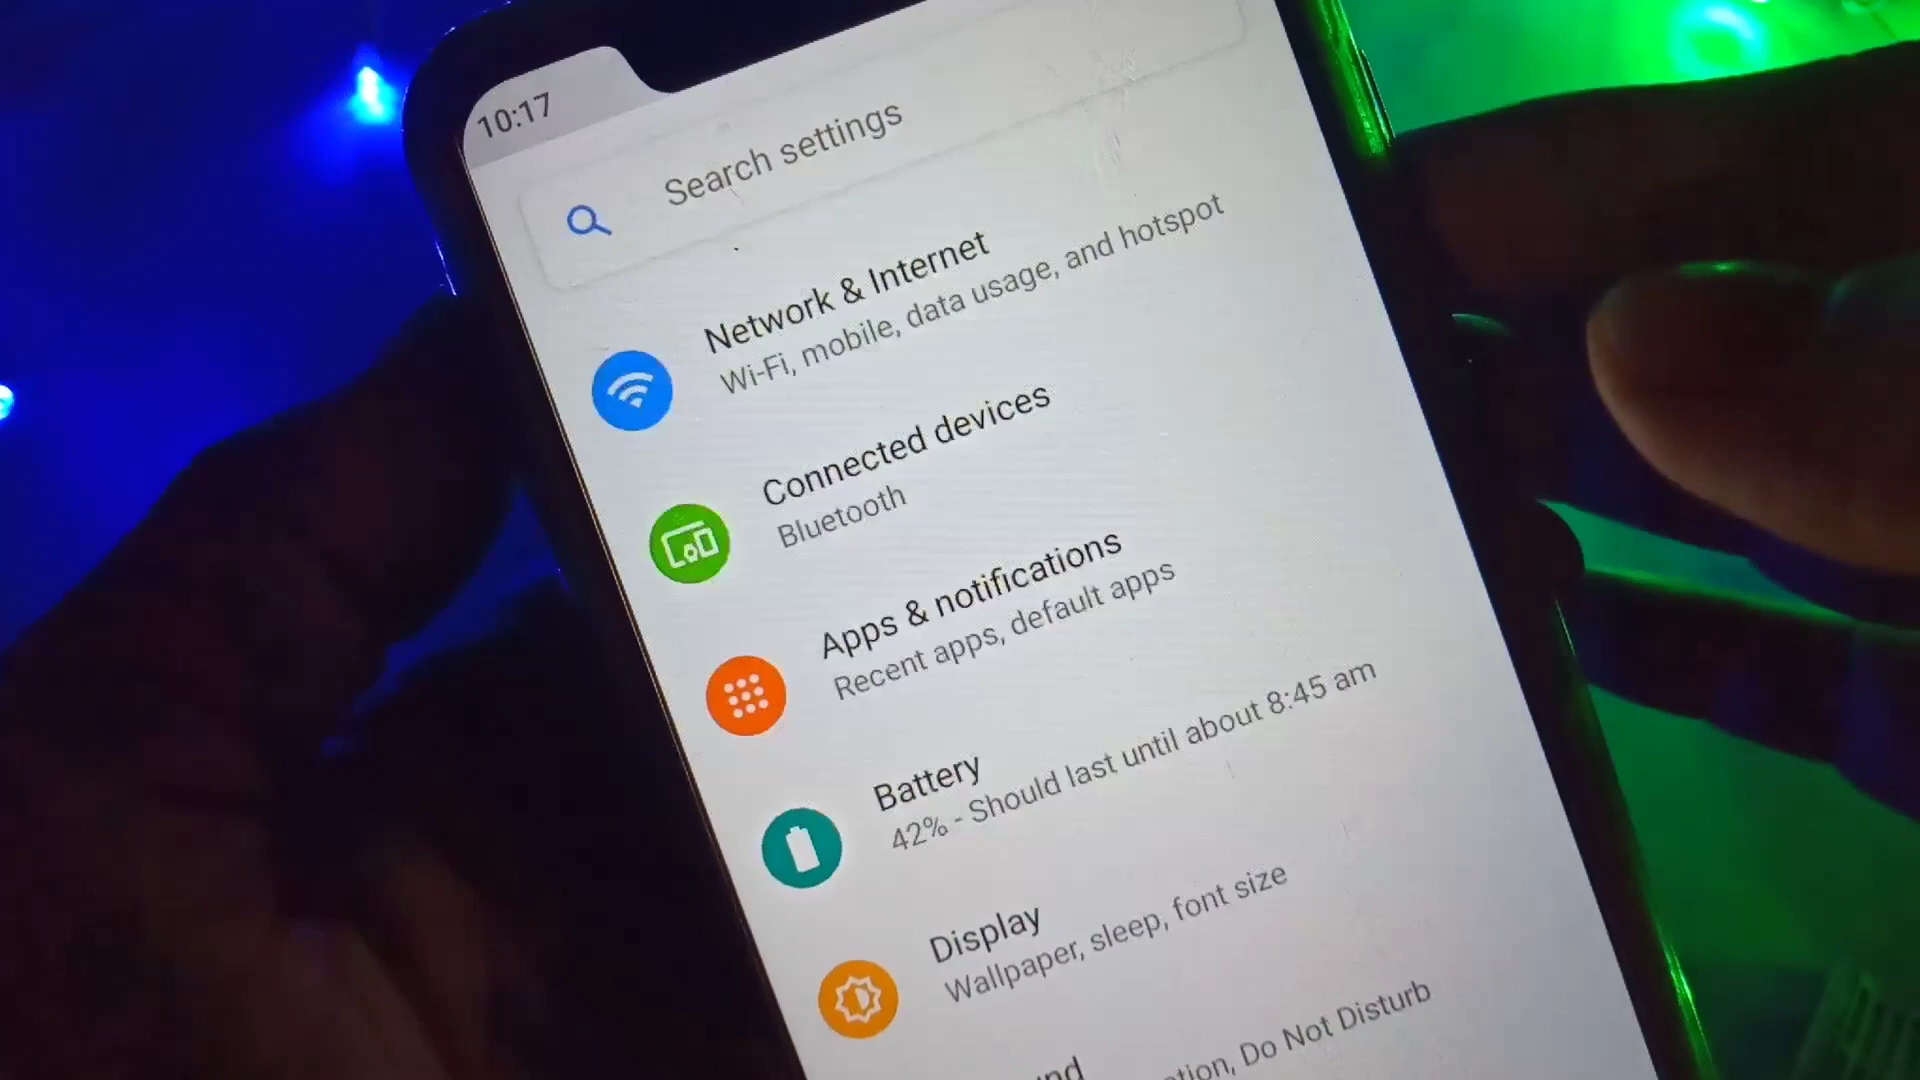 10:17
Search settings
Network & Internet
Wi-Fi, mobile, data usage, and hotspot
Connected devices
Bluetooth
Apps & notifications
Recent apps, default apps
Battery
42% - Should last until about 8:45 am
Display
Wallpaper, sleep, font size
Do Not Disturb